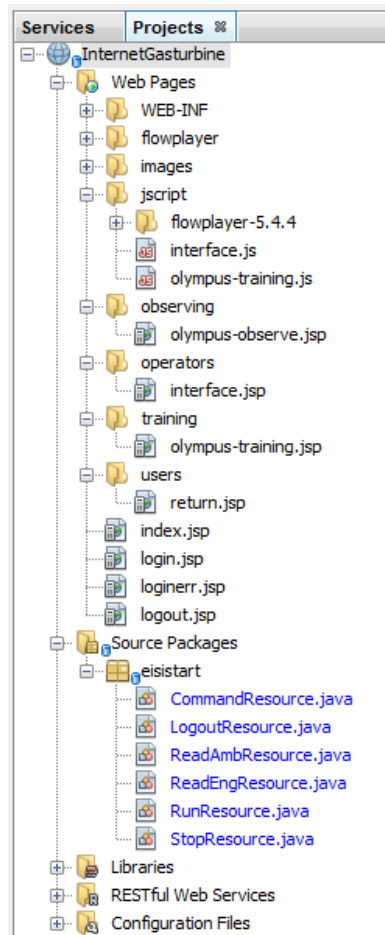 Services Projects
InternetGasturbine
Web Pages
WEB-INF
flowplayer
images
jscript
flowplayer-5.4.4
interface.js
olympus-training.js
observing
olympus-observe.jsp
operators
interface.jsp
training
olympus-training.jsp
users
return.jsp
index.jsp
login.jsp
loginerr.jsp
logout.jsp
Source Packages
eisistart
CommandResource.java
LogoutResource.java
ReadAmbResource.java
ReadEngResource.java
RunResource.java
StopResource.java
Libraries
RESTful Web Services
Configuration Files